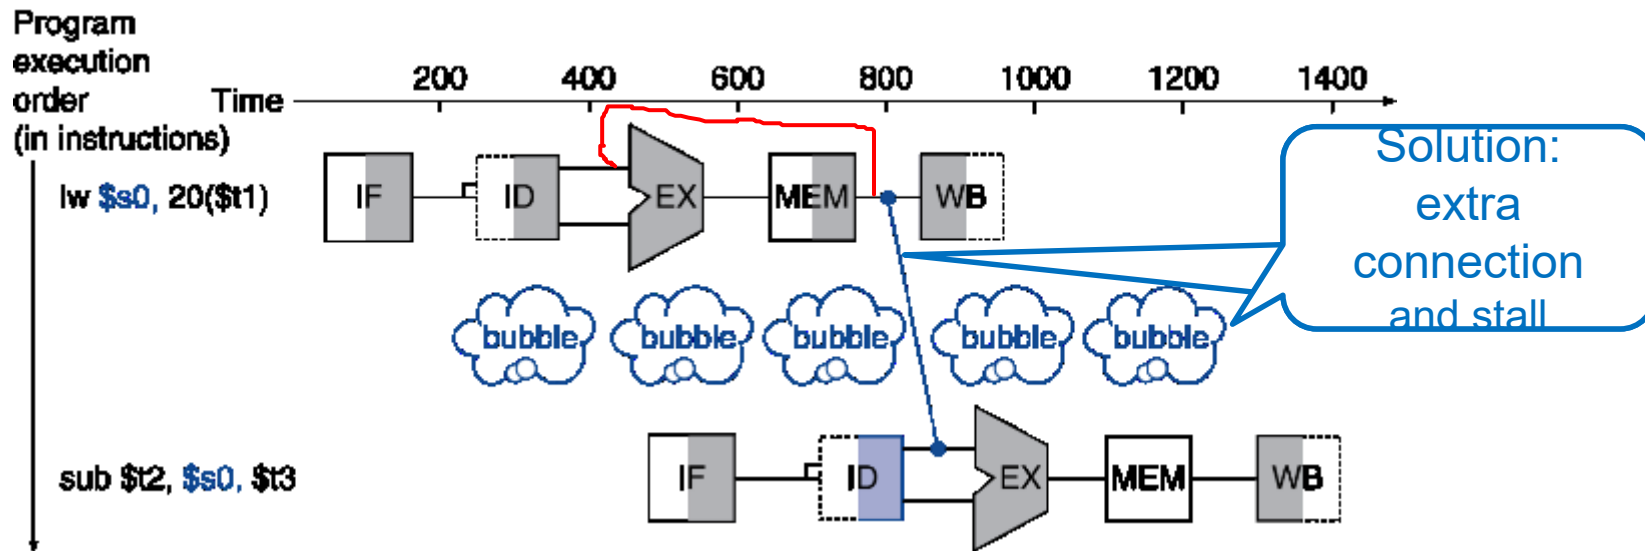 Program
execution
order
(in instructions)
Time
200 400 600 800 1000 1200 1400
lw $s0, 20($t1)
IF ID EX MEM WB
Solution:
extra
connection
and stall
bubble bubble bubble bubble bubble
sub $t2, $s0, $t3
IF ID EX MEM WB